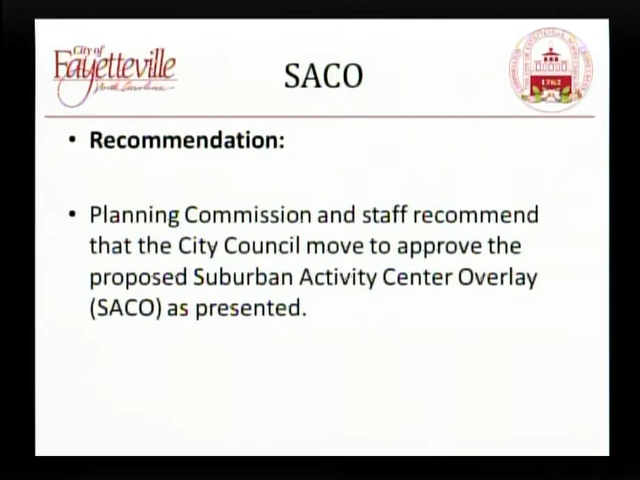 City of
Fayetteville
North Carolina
SACO
1762
• Recommendation:
• Planning Commission and staff recommend
that the City Council move to approve the
proposed Suburban Activity Center Overlay
(SACO) as presented.